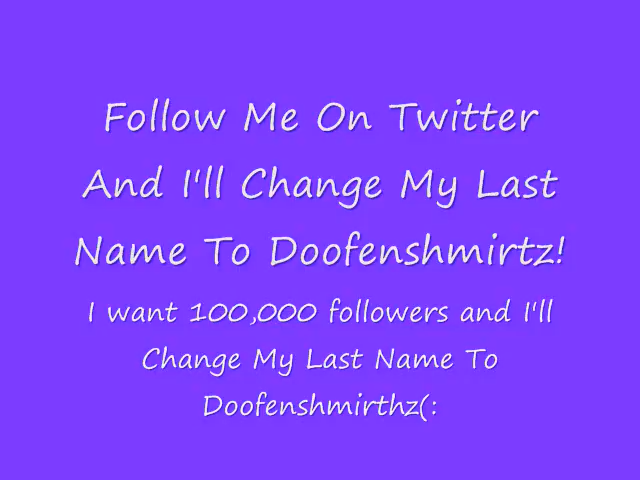 Follow Me On Twitter
And I'll Change My Last
Name To Doofenshmirtz!
I want 100,000 followers and I'll
Change My Last Name To
Doofenshmirthz(: